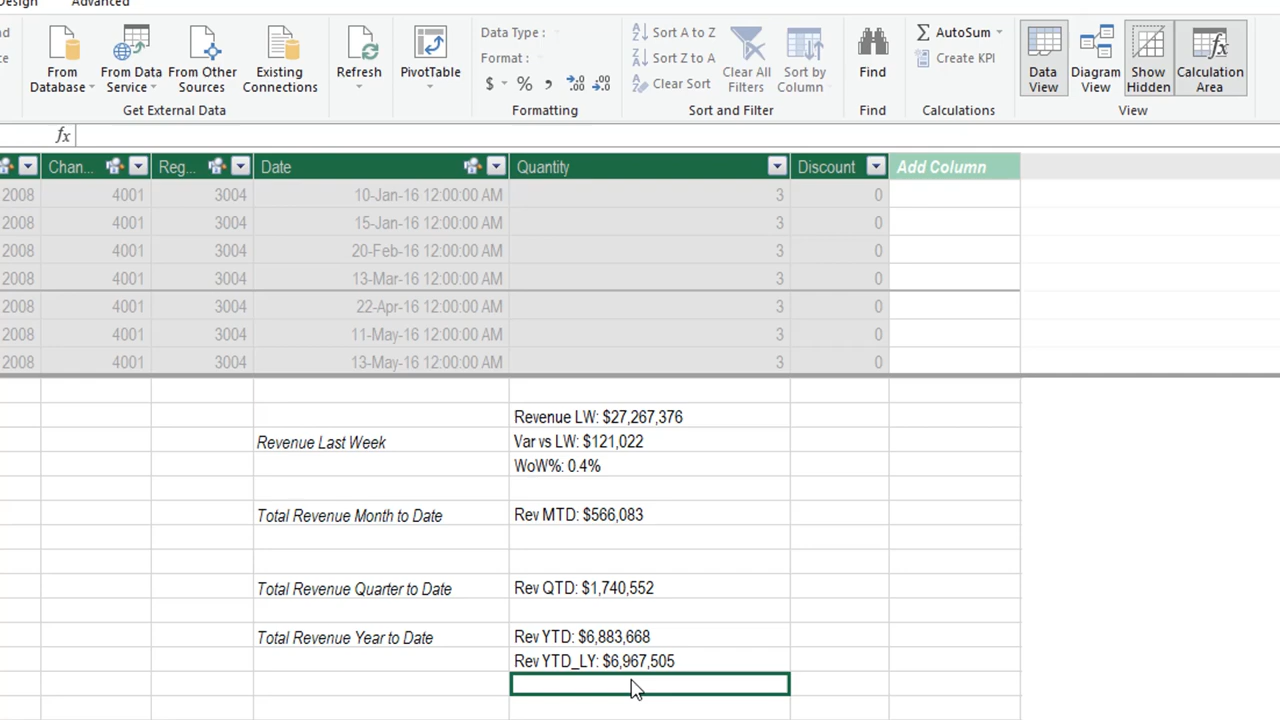 Design Advanced
From Database
From Data Service
From Other Sources
Existing Connections
Get External Data
Refresh
PivotTable
Data Type :
Format :
$ % ,
Formatting
Sort A to Z
Sort Z to A
Clear Sort
Clear All Filters
Sort by Column
Sort and Filter
Find
Find
AutoSum
Create KPI
Calculations
Data View
Diagram View
Show Hidden
Calculation Area
View
fx
Chan... Reg... Date Quantity Discount Add Column
2008 4001 3004 10-Jan-16 12:00:00 AM 3 0
2008 4001 3004 15-Jan-16 12:00:00 AM 3 0
2008 4001 3004 20-Feb-16 12:00:00 AM 3 0
2008 4001 3004 13-Mar-16 12:00:00 AM 3 0
2008 4001 3004 22-Apr-16 12:00:00 AM 3 0
2008 4001 3004 11-May-16 12:00:00 AM 3 0
2008 4001 3004 13-May-16 12:00:00 AM 3 0
Revenue LW: $27,267,376
Revenue Last Week Var vs LW: $121,022
WoW%: 0.4%
Total Revenue Month to Date Rev MTD: $566,083
Total Revenue Quarter to Date Rev QTD: $1,740,552
Total Revenue Year to Date Rev YTD: $6,883,668
Rev YTD_LY: $6,967,505